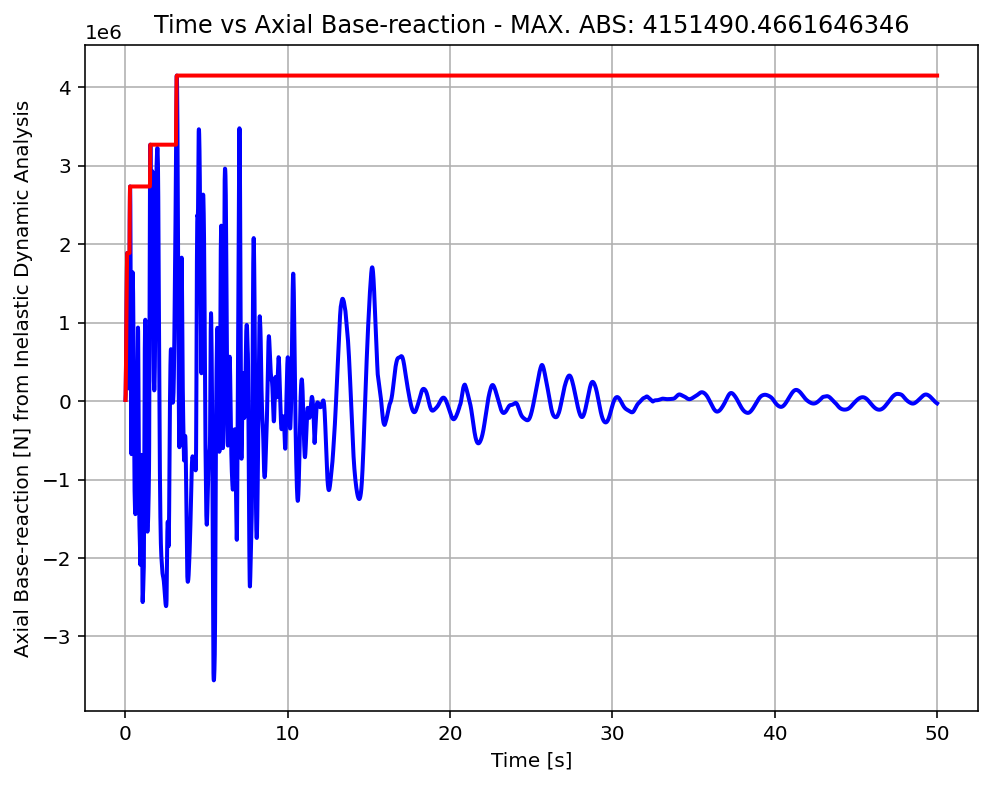 Time vs Axial Base-reaction - MAX. ABS: 4151490.4661646346
1e6
Axial Base-reaction [N] from Inelastic Dynamic Analysis
4
3
2
1
0
−1
−2
−3
0 10 20 30 40 50
Time [s]